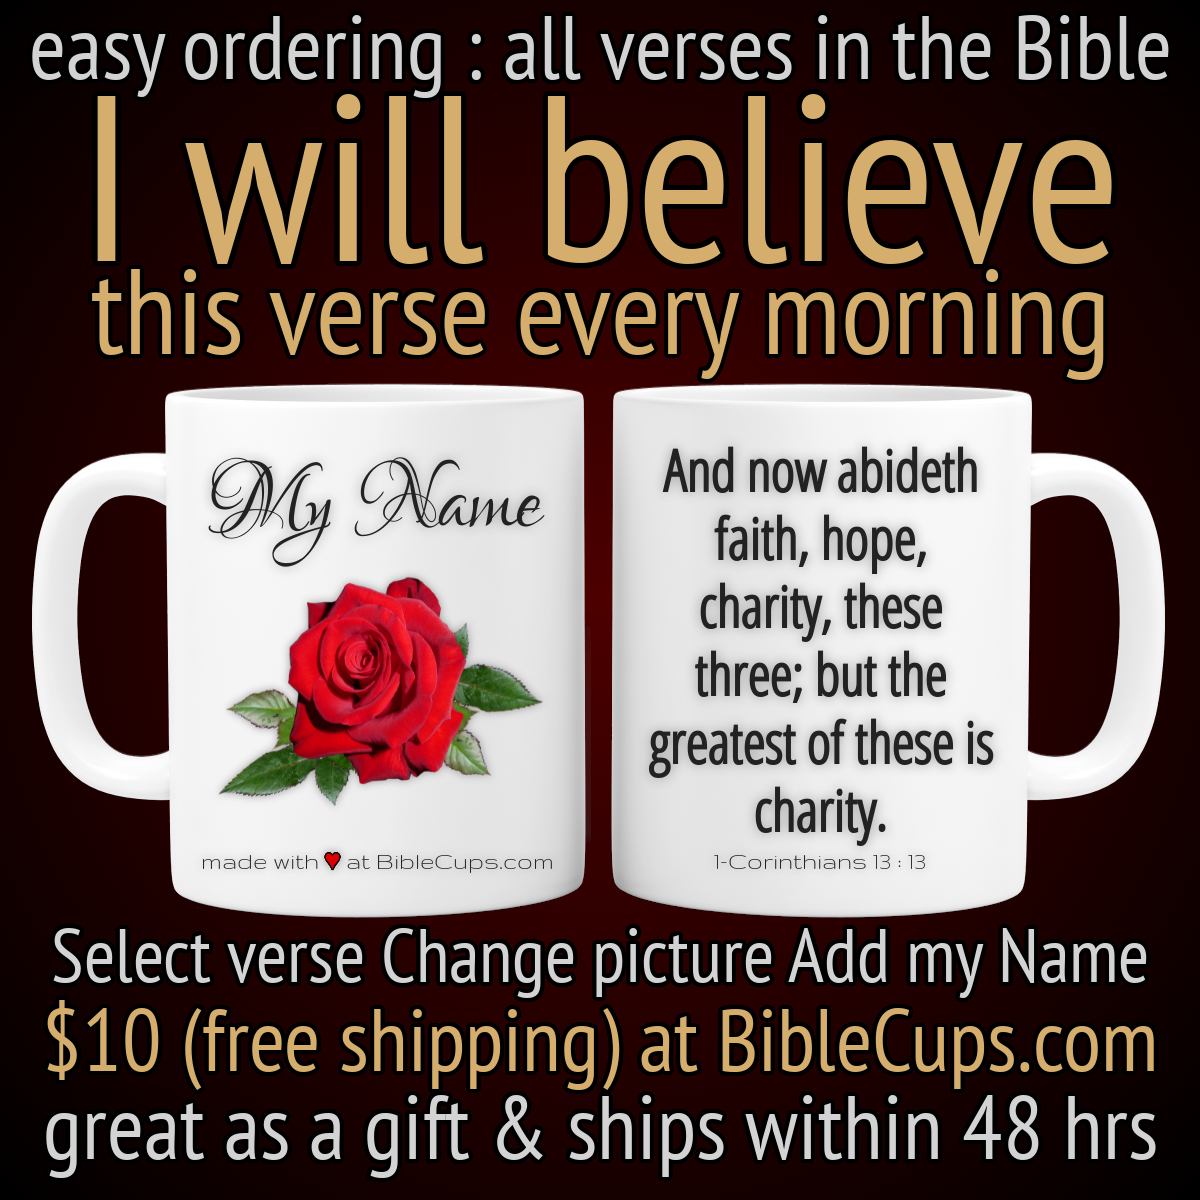 easy ordering : all verses in the Bible
I will believe
this verse every morning
My Name
made with ♥ at BibleCups.com
And now abideth
faith, hope,
charity, these
three; but the
greatest of these is
charity.
1-Corinthians 13 : 13
Select verse Change picture Add my Name
$10 (free shipping) at BibleCups.com
great as a gift & ships within 48 hrs